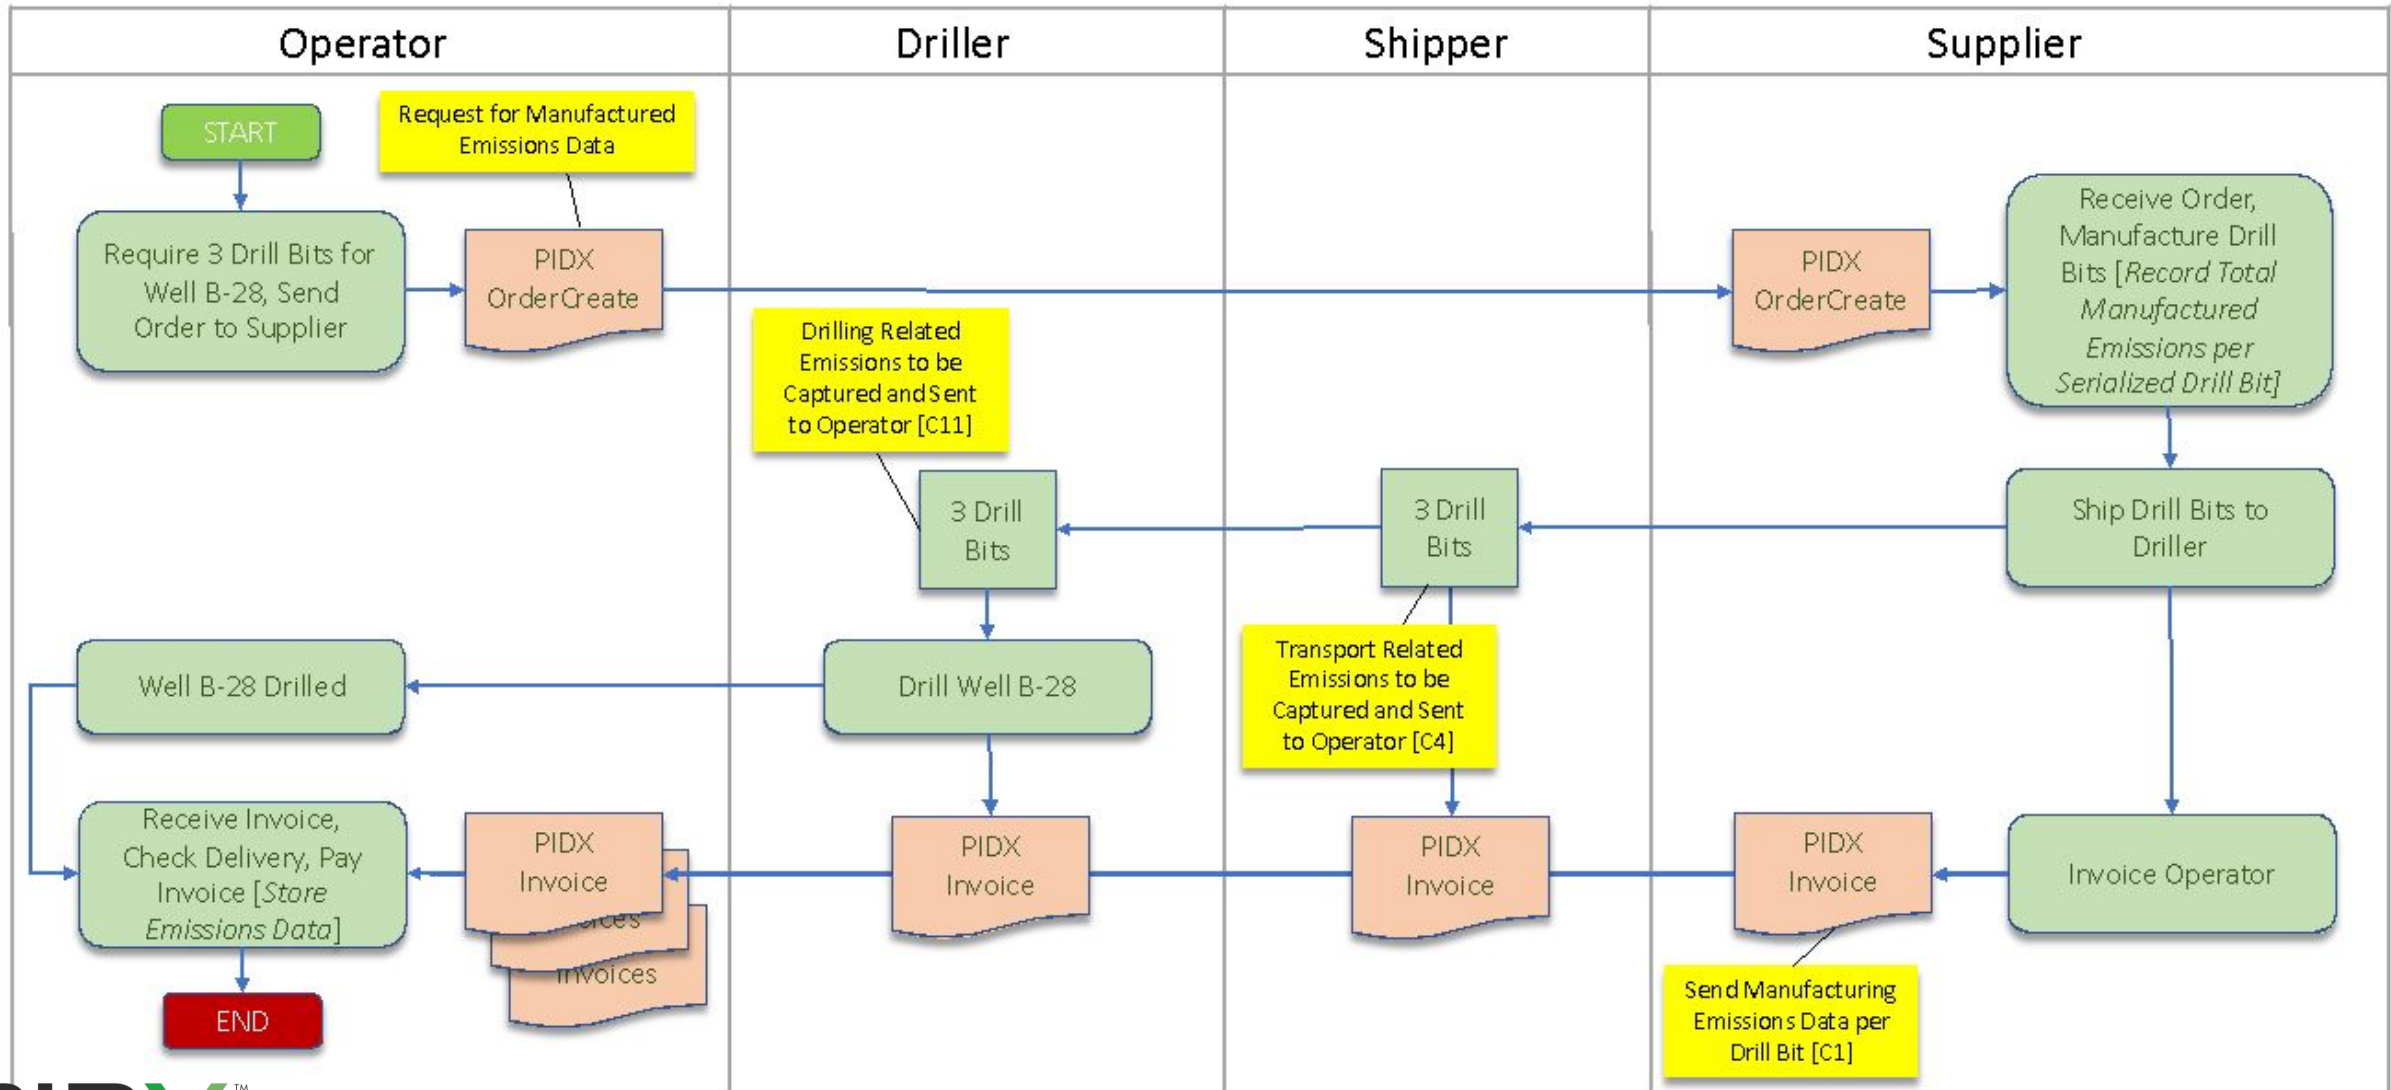 Operator
Driller
Shipper
Supplier
START
Request for Manufactured
Emissions Data
Require 3 Drill Bits for
Well B-28, Send
Order to Supplier
PIDX
OrderCreate
PIDX
OrderCreate
Receive Order,
Manufacture Drill
Bits [Record Total
Manufactured
Emissions per
Serialized Drill Bit]
Drilling Related
Emissions to be
Captured and Sent
to Operator [C11]
3 Drill
Bits
3 Drill
Bits
Ship Drill Bits to
Driller
Transport Related
Emissions to be
Captured and Sent
to Operator [C4]
Well B-28 Drilled
Drill Well B-28
Receive Invoice,
Check Delivery, Pay
Invoice [Store
Emissions Data]
PIDX
Invoice
Invoices
PIDX
Invoice
PIDX
Invoice
PIDX
Invoice
Invoice Operator
END
Send Manufacturing
Emissions Data per
Drill Bit [C1]
TM